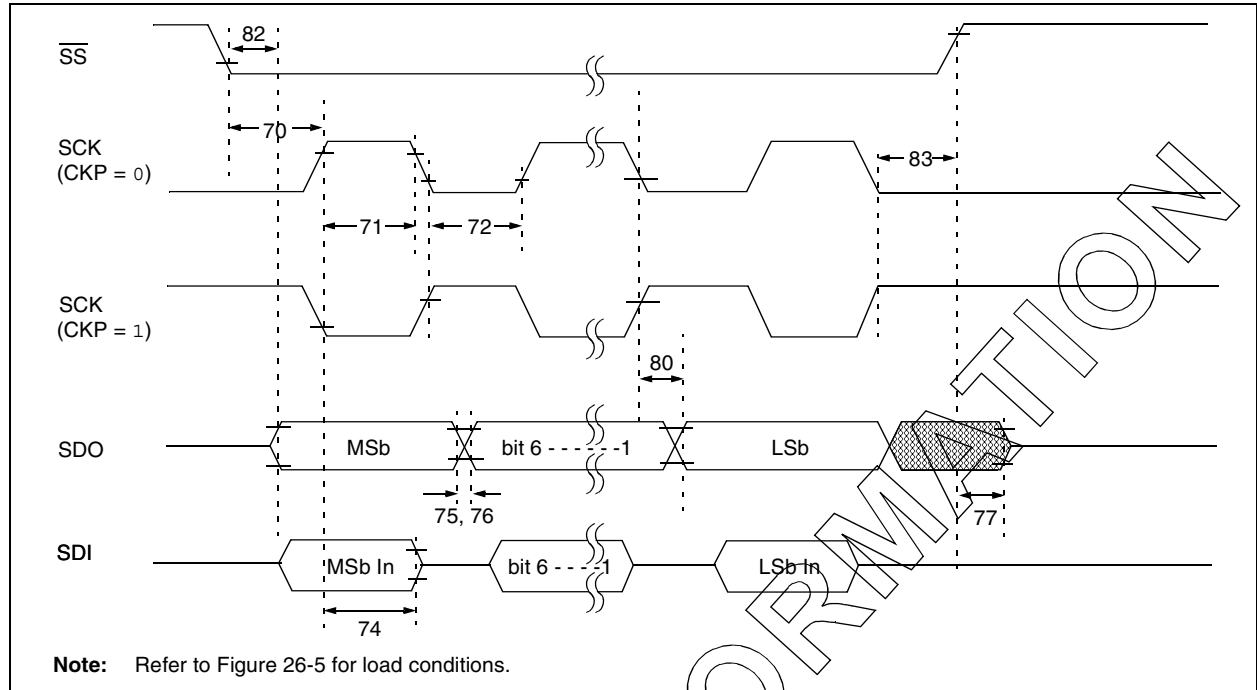 SS
82
70
SCK
(CKP = 0)
83
71
72
SCK
(CKP = 1)
80
SDO
MSb
bit 6 - - - - - -1
LSb
75, 76
77
SDI
MSb In
bit 6 - - - -1
LSb In
74
Note: Refer to Figure 26-5 for load conditions.
ORMATION